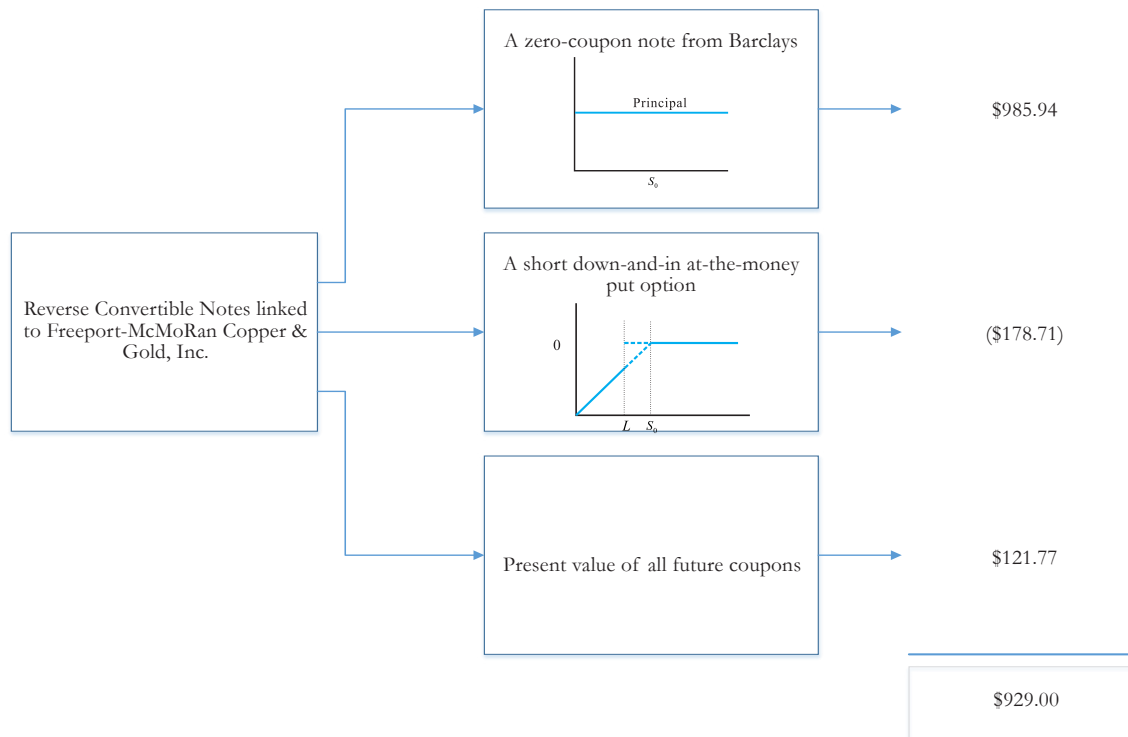 A zero-coupon note from Barclays
Principal
S₀
$985.94
Reverse Convertible Notes linked
to Freeport-McMoRan Copper &
Gold, Inc.
A short down-and-in at-the-money
put option
0
L S₀
($178.71)
Present value of all future coupons
$121.77
$929.00